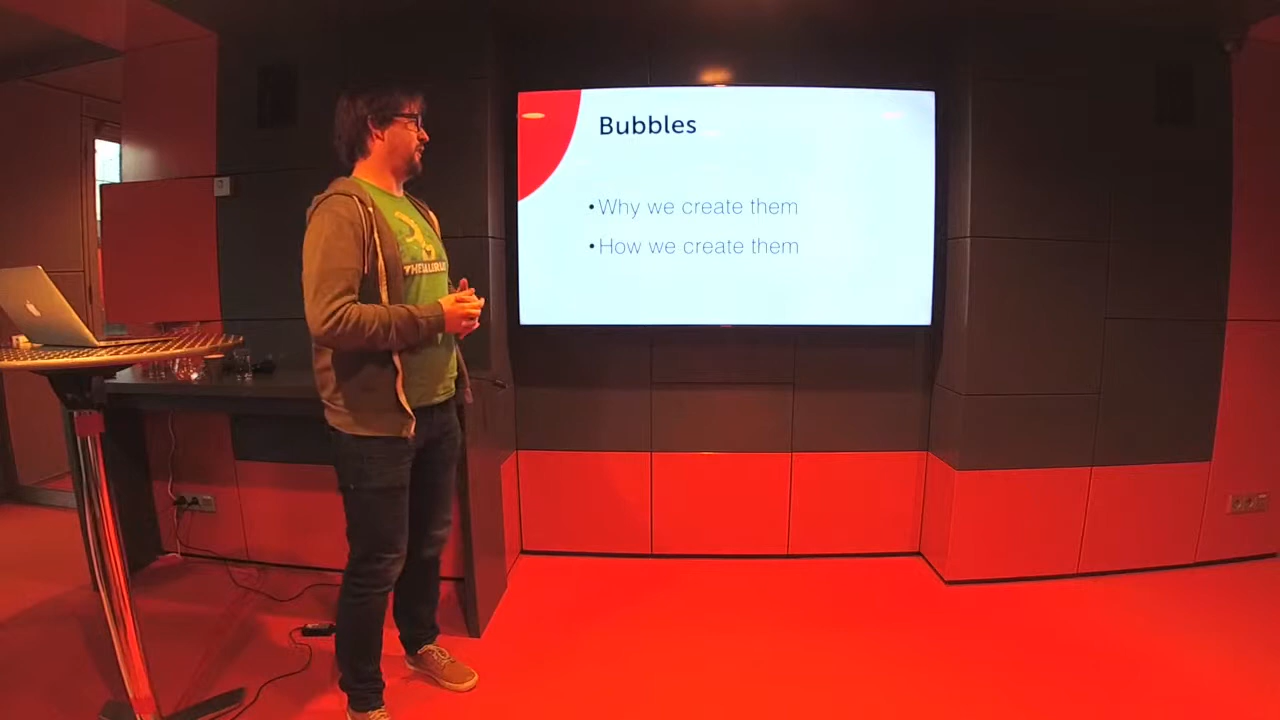 Bubbles
•Why we create them
•How we create them